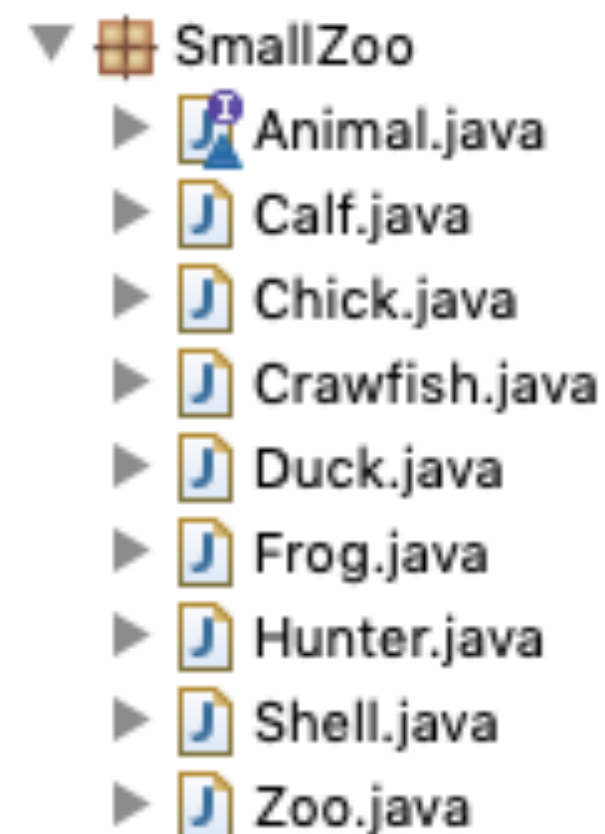 SmallZoo
Animal.java
Calf.java
Chick.java
Crawfish.java
Duck.java
Frog.java
Hunter.java
Shell.java
Zoo.java